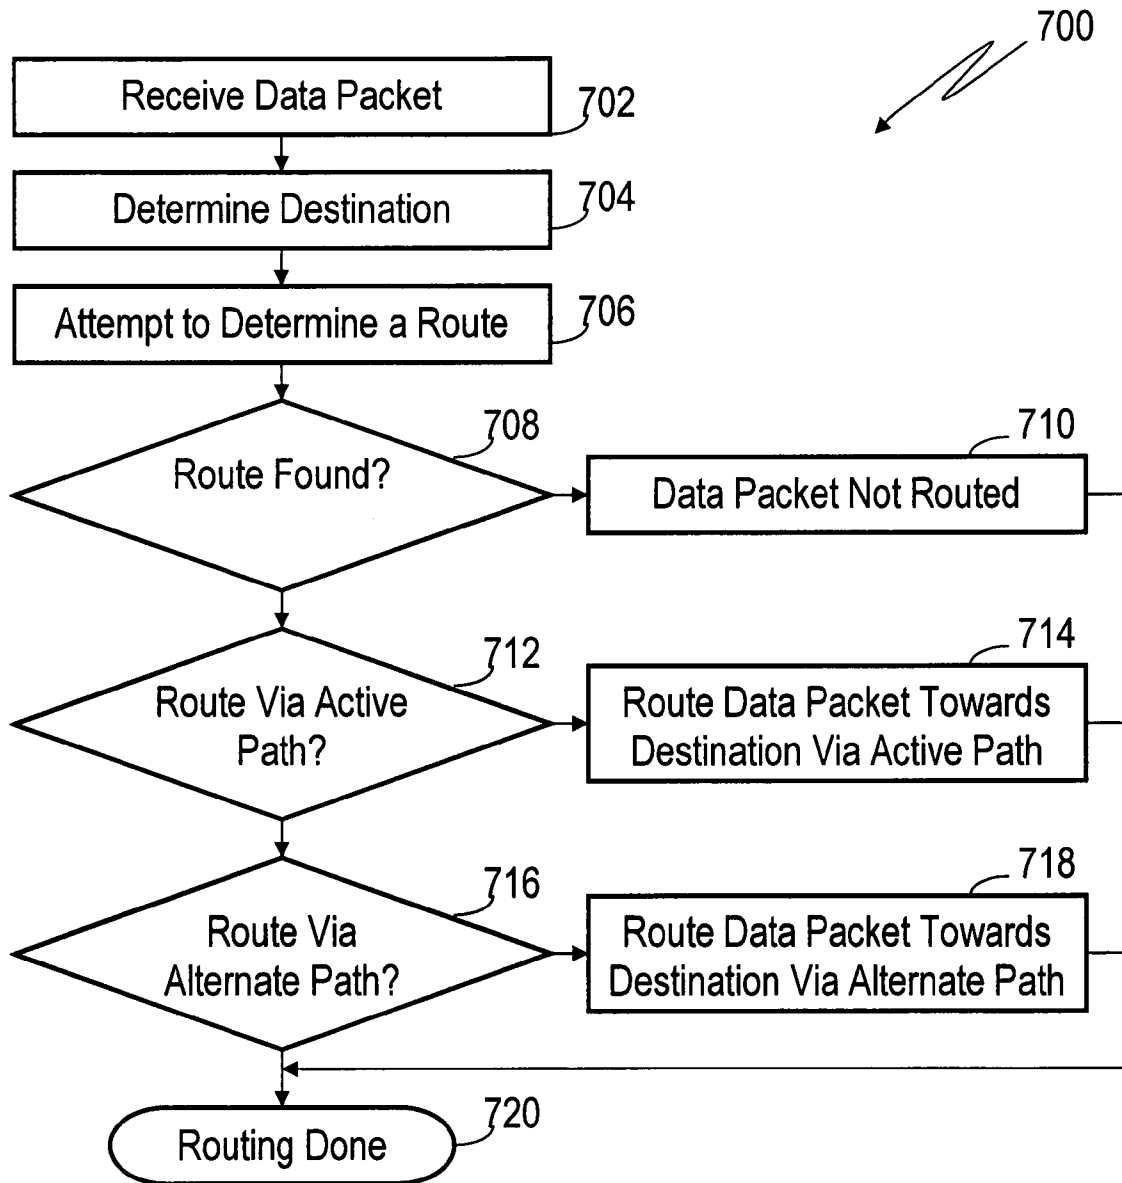 700
Receive Data Packet
702
Determine Destination
704
Attempt to Determine a Route
706
708
Route Found?
710
Data Packet Not Routed
712
Route Via Active
Path?
714
Route Data Packet Towards
Destination Via Active Path
716
Route Via
Alternate Path?
718
Route Data Packet Towards
Destination Via Alternate Path
Routing Done
720